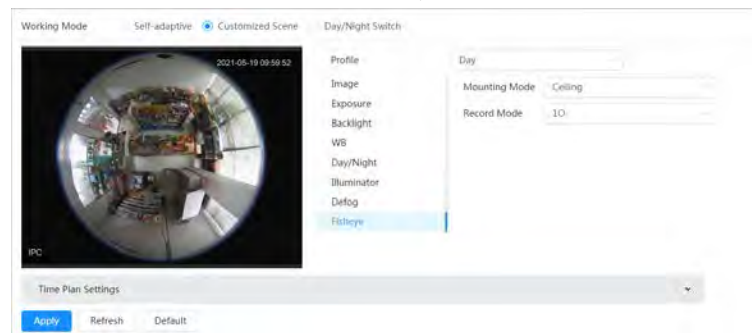 Working Mode Self-adaptive Customized Scene Day/Night Switch
2021-05-19 09:59:52
IPC
Profile Day
Image Mounting Mode Ceiling
Exposure Record Mode 1O
Backlight
WB
Day/Night
Illuminator
Defog
Fisheye
Time Plan Settings
Apply Refresh Default